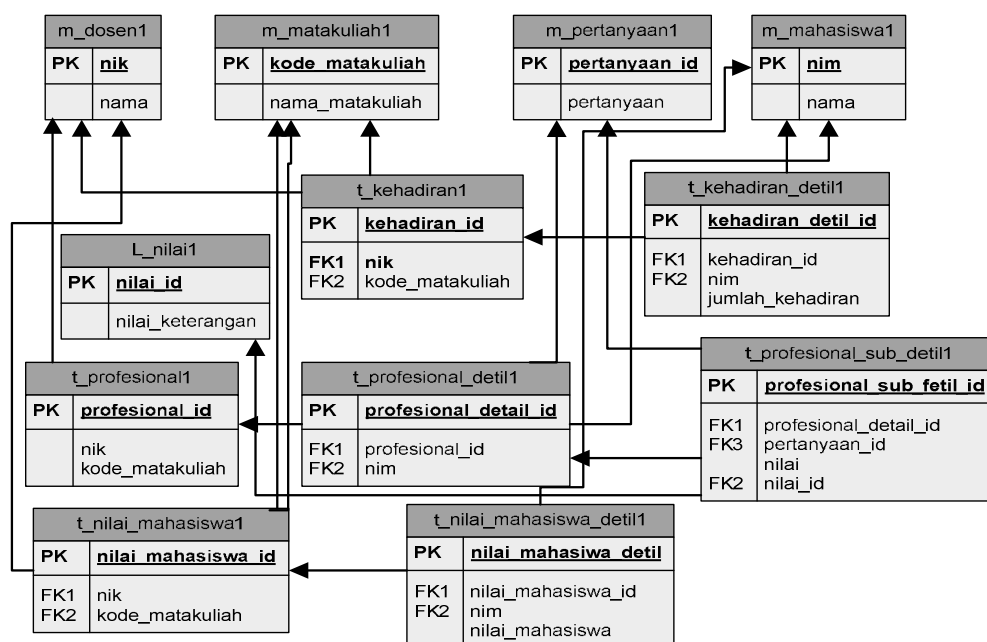 m_dosen1
PK nik
nama
m_matakuliah1
PK kode_matakuliah
nama_matakuliah
m_pertanyaan1
PK pertanyaan_id
pertanyaan
m_mahasiswa1
PK nim
nama
t_kehadiran1
PK kehadiran_id
FK1 nik
FK2 kode_matakuliah
t_kehadiran_detil1
PK kehadiran_detil_id
FK1 kehadiran_id
FK2 nim
jumlah_kehadiran
L_nilai1
PK nilai_id
nilai_keterangan
t_profesional1
PK profesional_id
nik
kode_matakuliah
t_profesional_detil1
PK profesional_detail_id
FK1 profesional_id
FK2 nim
t_profesional_sub_detil1
PK profesional_sub_fetil_id
FK1 profesional_detail_id
FK3 pertanyaan_id
nilai
FK2 nilai_id
t_nilai_mahasiswa1
PK nilai_mahasiswa_id
FK1 nik
FK2 kode_matakuliah
t_nilai_mahasiswa_detil1
PK nilai_mahasiwa_detil
FK1 nilai_mahasiswa_id
FK2 nim
nilai_mahasiswa